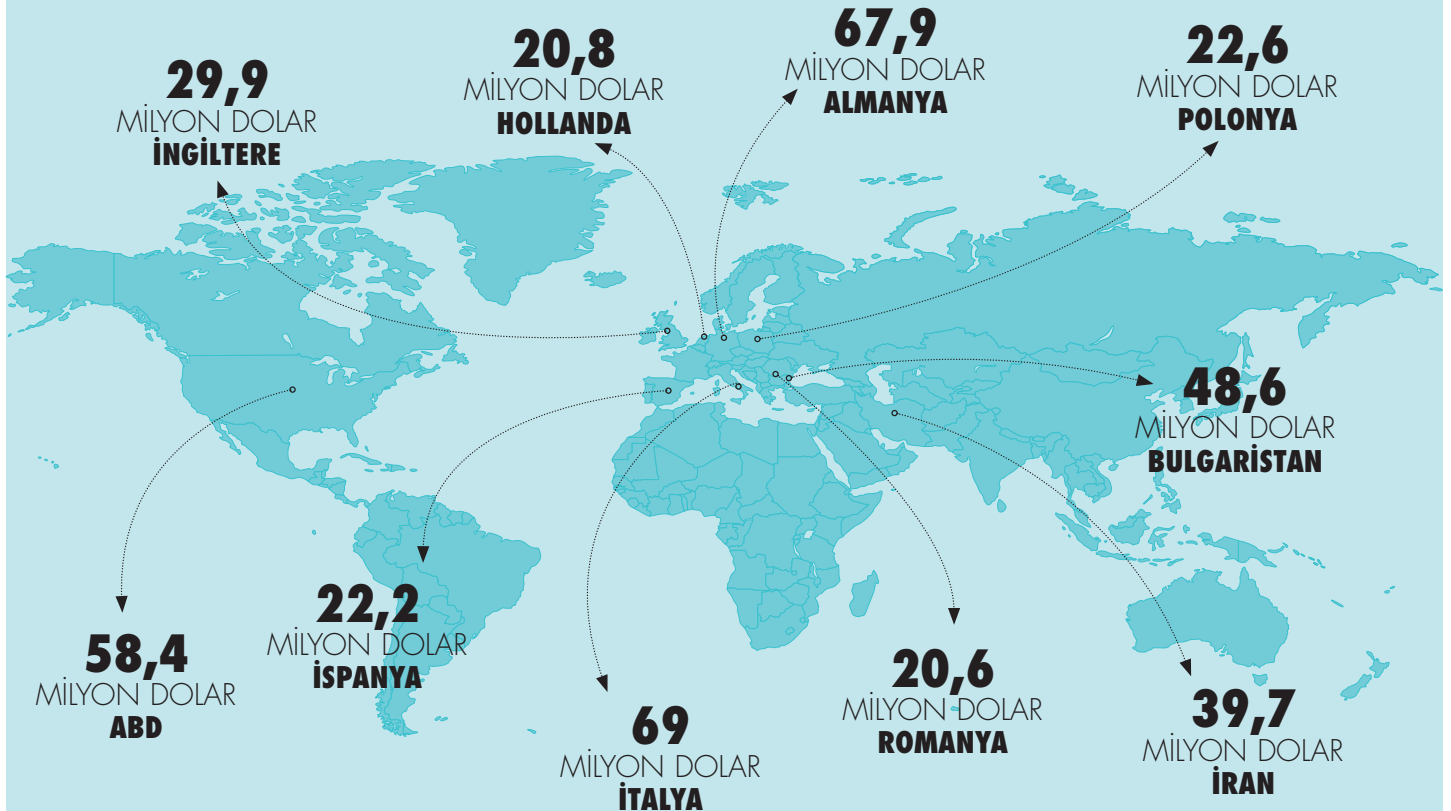 29,9
MİLYON DOLAR
İNGİLTERE
20,8
MİLYON DOLAR
HOLLANDA
67,9
MİLYON DOLAR
ALMANYA
22,6
MİLYON DOLAR
POLONYA
48,6
MİLYON DOLAR
BULGARİSTAN
58,4
MİLYON DOLAR
ABD
22,2
MİLYON DOLAR
İSPANYA
69
MİLYON DOLAR
İTALYA
20,6
MİLYON DOLAR
ROMANYA
39,7
MİLYON DOLAR
İRAN